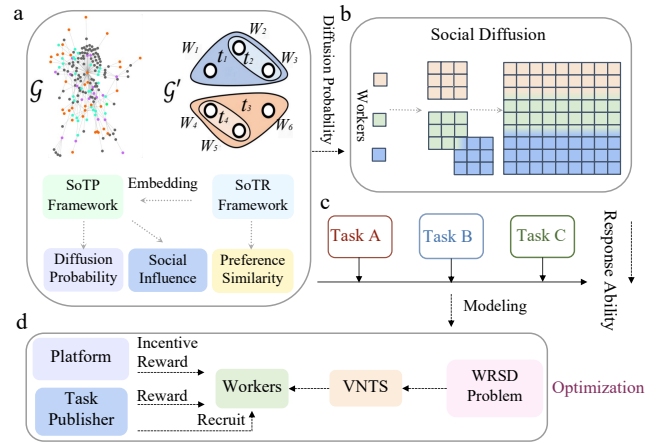 a
𝒢
𝒢′
W1
W2
W3
t1
t2
W4
W5
W6
t3
t4
SoTP
Framework
Embedding
SoTR
Framework
Diffusion
Probability
Social
Influence
Preference
Similarity
Diffusion
Probability
b
Social Diffusion
Workers
c
Task A
Task B
Task C
Response Ability
Modeling
d
Platform
Incentive
Reward
Task
Publisher
Reward
Recruit
Workers
VNTS
WRSD
Problem
Optimization